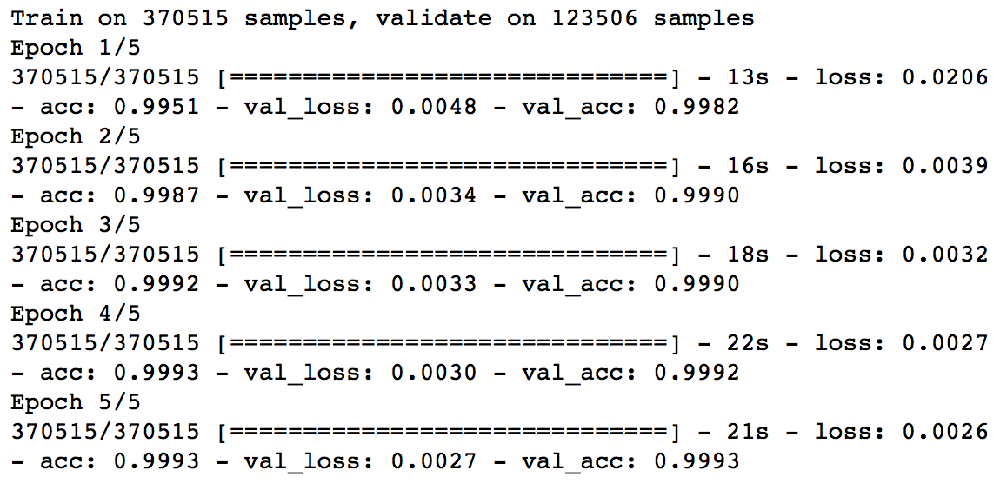 Train on 370515 samples, validate on 123506 samples
Epoch 1/5
370515/370515 [==============================] - 13s - loss: 0.0206
- acc: 0.9951 - val_loss: 0.0048 - val_acc: 0.9982
Epoch 2/5
370515/370515 [==============================] - 16s - loss: 0.0039
- acc: 0.9987 - val_loss: 0.0034 - val_acc: 0.9990
Epoch 3/5
370515/370515 [==============================] - 18s - loss: 0.0032
- acc: 0.9992 - val_loss: 0.0033 - val_acc: 0.9990
Epoch 4/5
370515/370515 [==============================] - 22s - loss: 0.0027
- acc: 0.9993 - val_loss: 0.0030 - val_acc: 0.9992
Epoch 5/5
370515/370515 [==============================] - 21s - loss: 0.0026
- acc: 0.9993 - val_loss: 0.0027 - val_acc: 0.9993